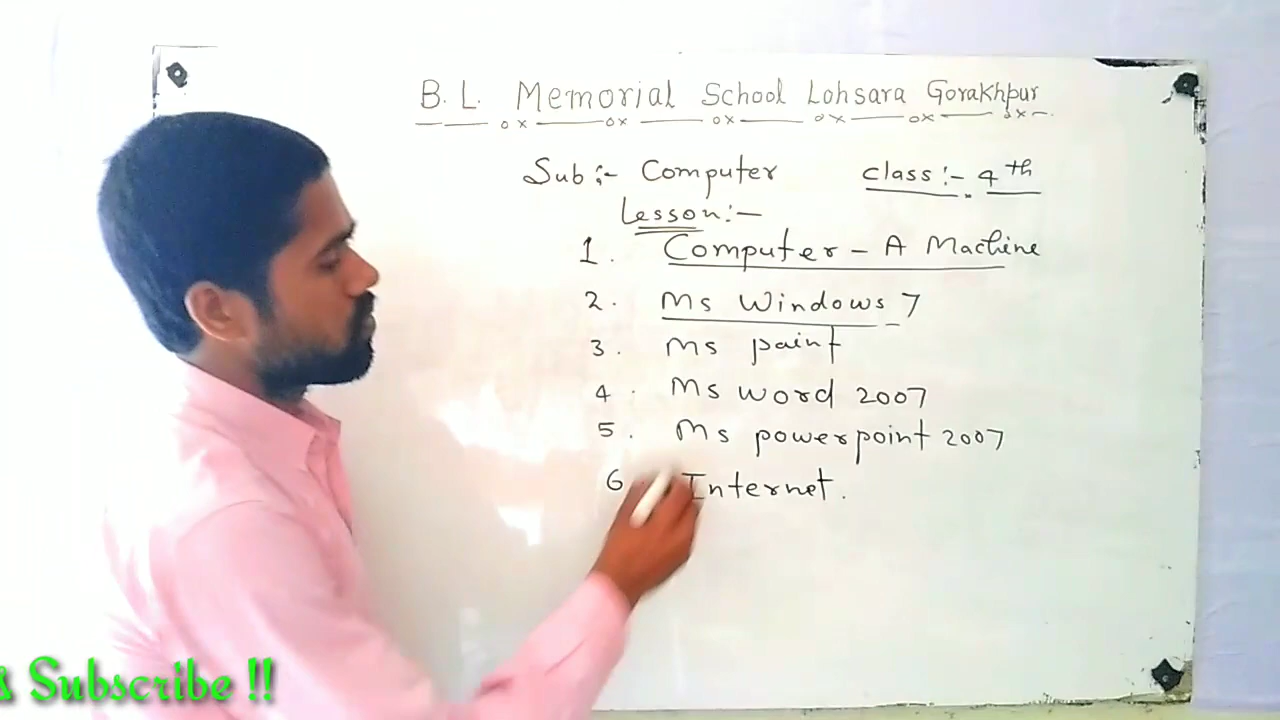 B. L. Memorial School Lohsara Gorakhpur
Sub :- Computer class :- 4th
Lesson :-
1. Computer - A Machine
2. Ms Windows 7
3. Ms paint
4. Ms word 2007
5. Ms powerpoint 2007
6 Internet.
Subscribe !!